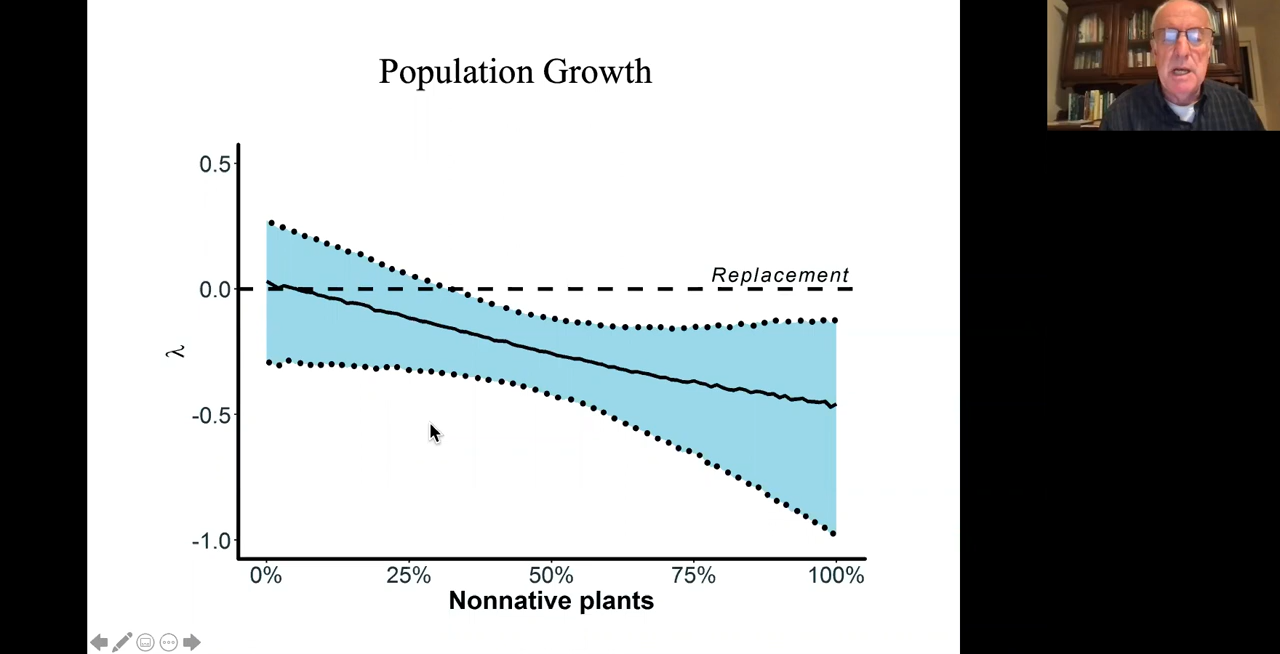 Population Growth
0.5
Replacement
0.0
λ
-0.5
-1.0
0% 25% 50% 75% 100%
Nonnative plants